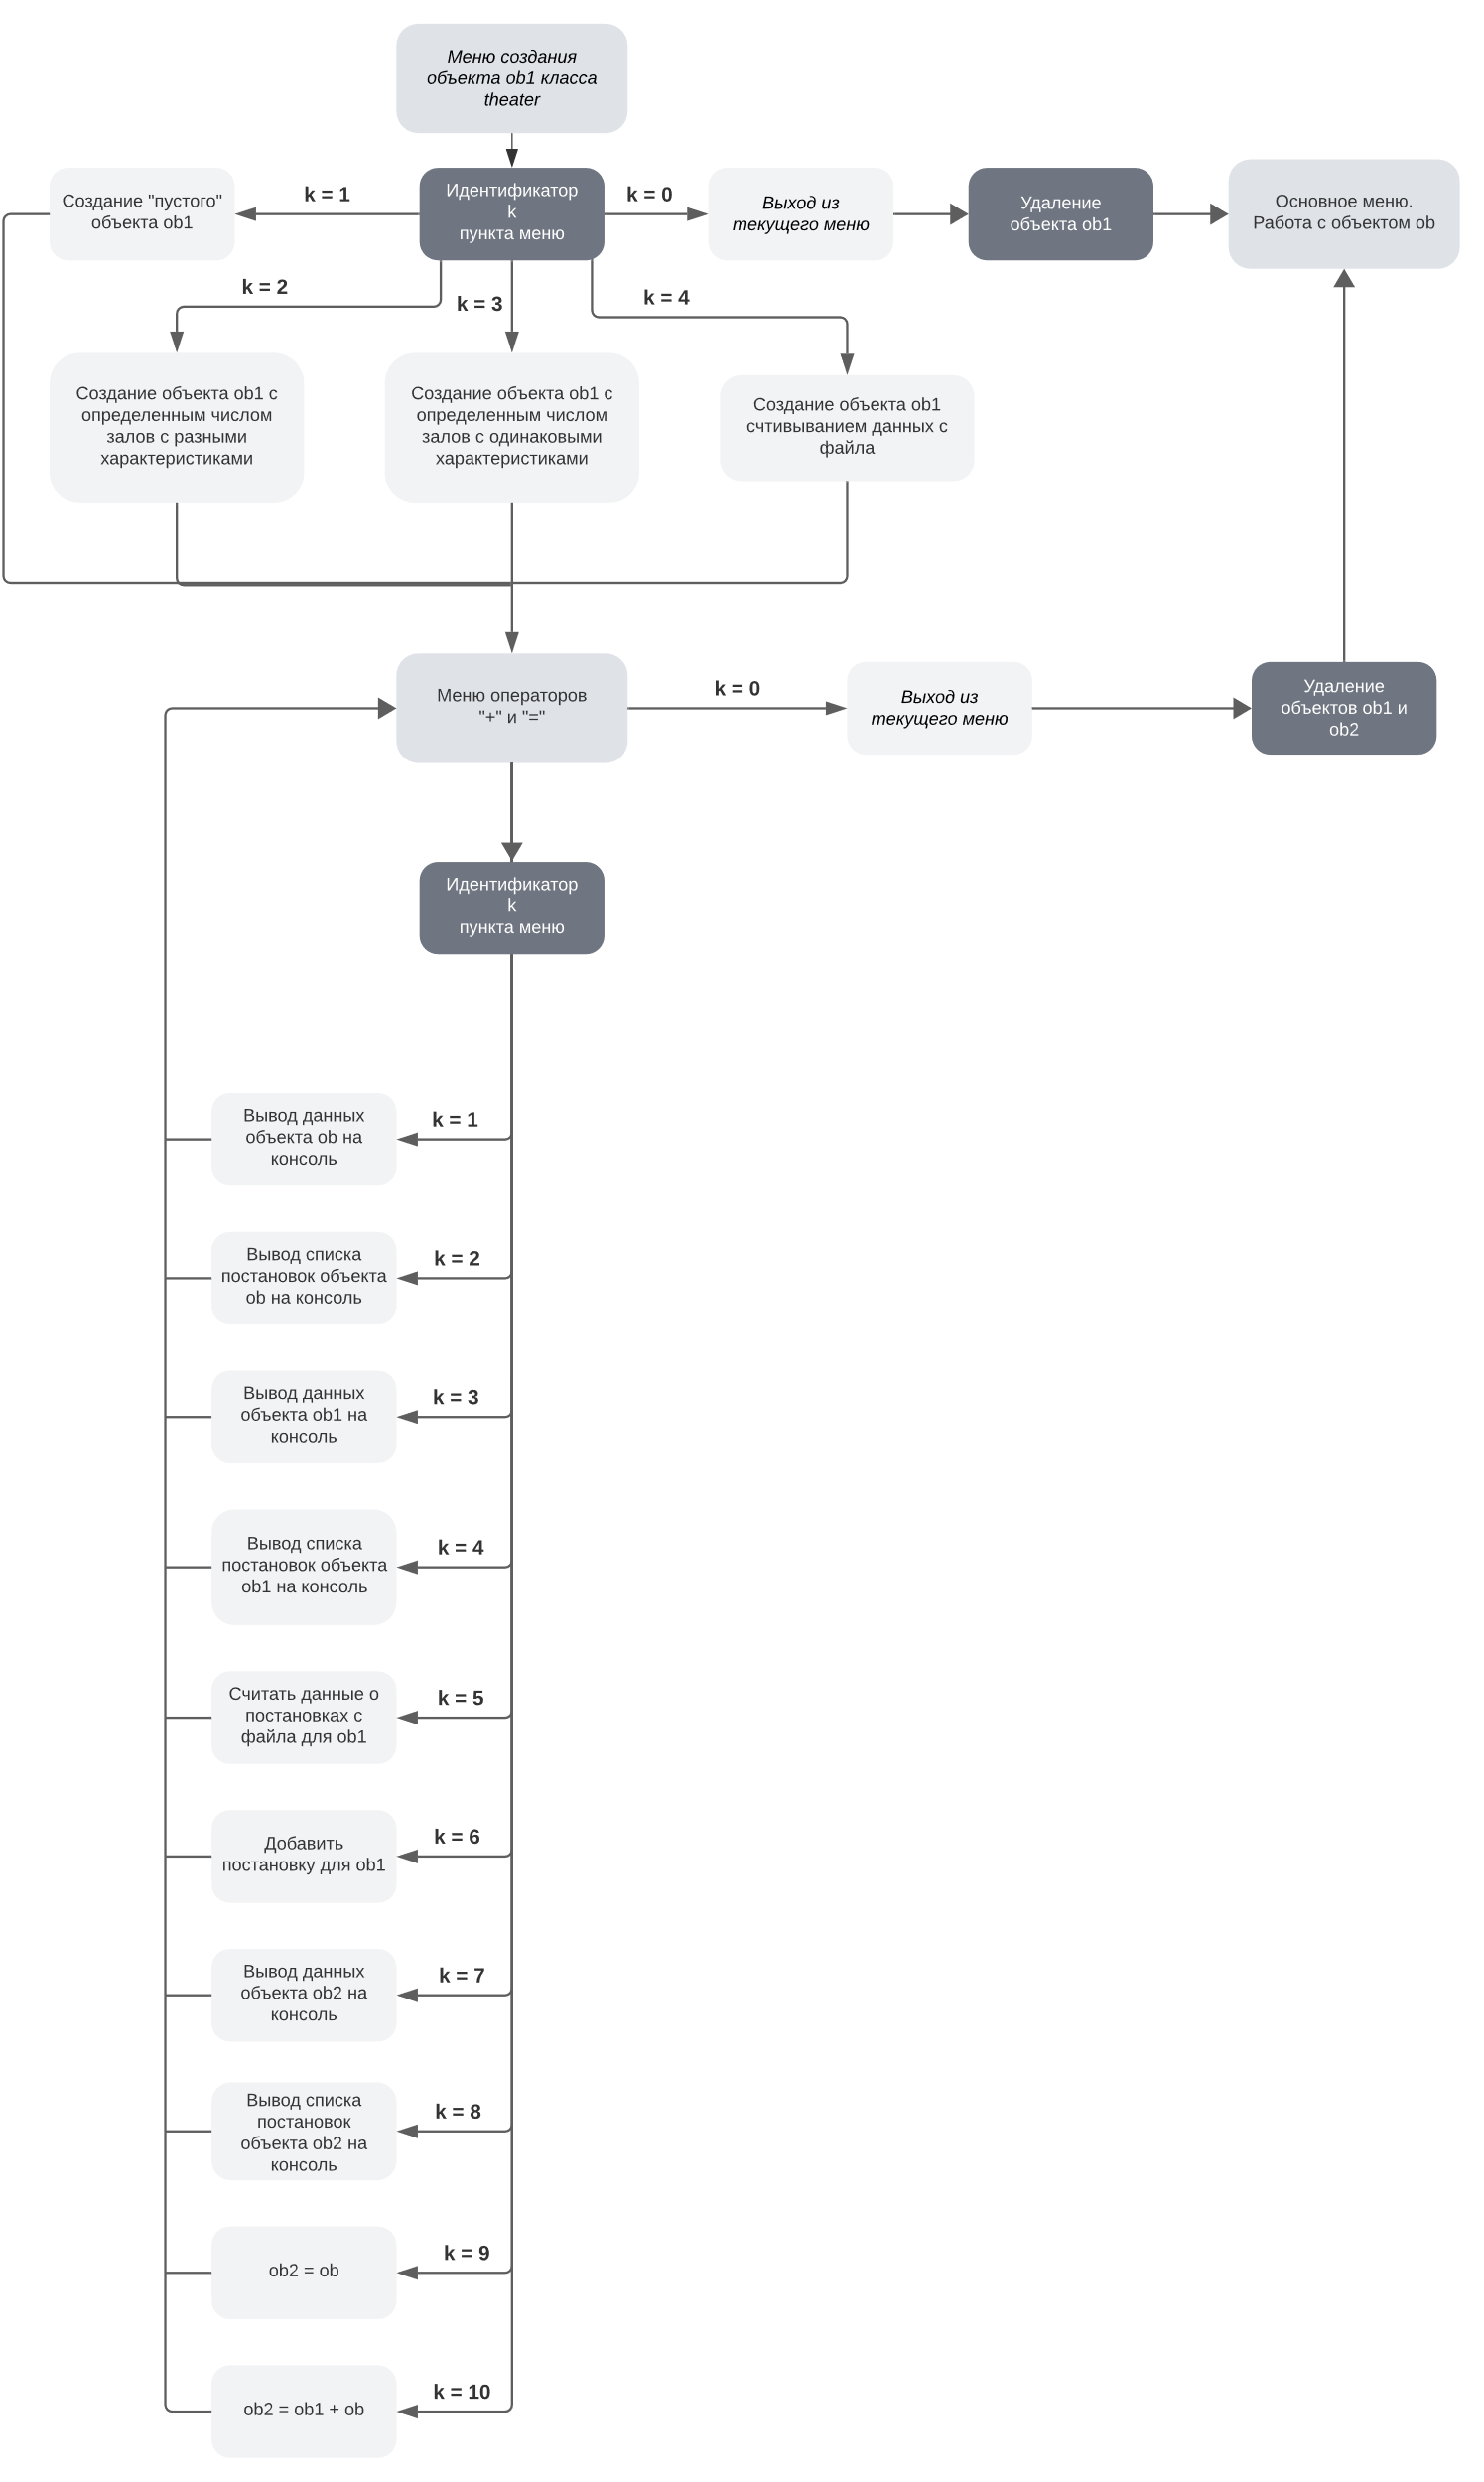 Меню создания
объекта ob1 класса
theater
Создание "пустого"
объекта ob1
k = 1
Идентификатор
k
пункта меню
k = 0
Выход из
текущего меню
Удаление
объекта ob1
Основное меню.
Работа с объектом ob
k = 2
k = 3
k = 4
Создание объекта ob1 с
определенным числом
залов с разными
характеристиками
Создание объекта ob1 с
определенным числом
залов с одинаковыми
характеристиками
Создание объекта ob1
счтивыванием данных с
файла
Меню операторов
"+" и "="
k = 0
Выход из
текущего меню
Удаление
объектов ob1 и
ob2
Идентификатор
k
пункта меню
Вывод данных
объекта ob на
консоль
k = 1
Вывод списка
постановок объекта
ob на консоль
k = 2
Вывод данных
объекта ob1 на
консоль
k = 3
Вывод списка
постановок объекта
ob1 на консоль
k = 4
Считать данные о
постановках с
файла для ob1
k = 5
Добавить
постановку для ob1
k = 6
Вывод данных
объекта ob2 на
консоль
k = 7
Вывод списка
постановок
объекта ob2 на
консоль
k = 8
ob2 = ob
k = 9
ob2 = ob1 + ob
k = 10